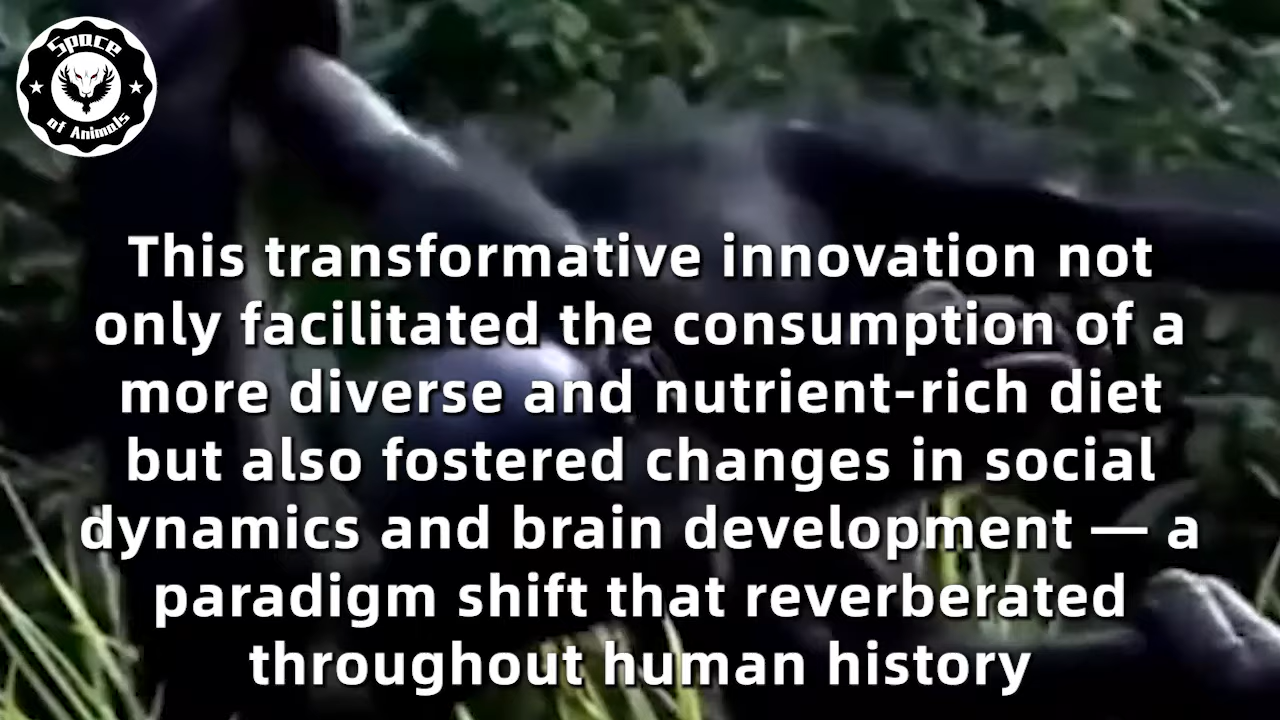 Space
of Animals
This transformative innovation not
only facilitated the consumption of a
more diverse and nutrient-rich diet
but also fostered changes in social
dynamics and brain development — a
paradigm shift that reverberated
throughout human history